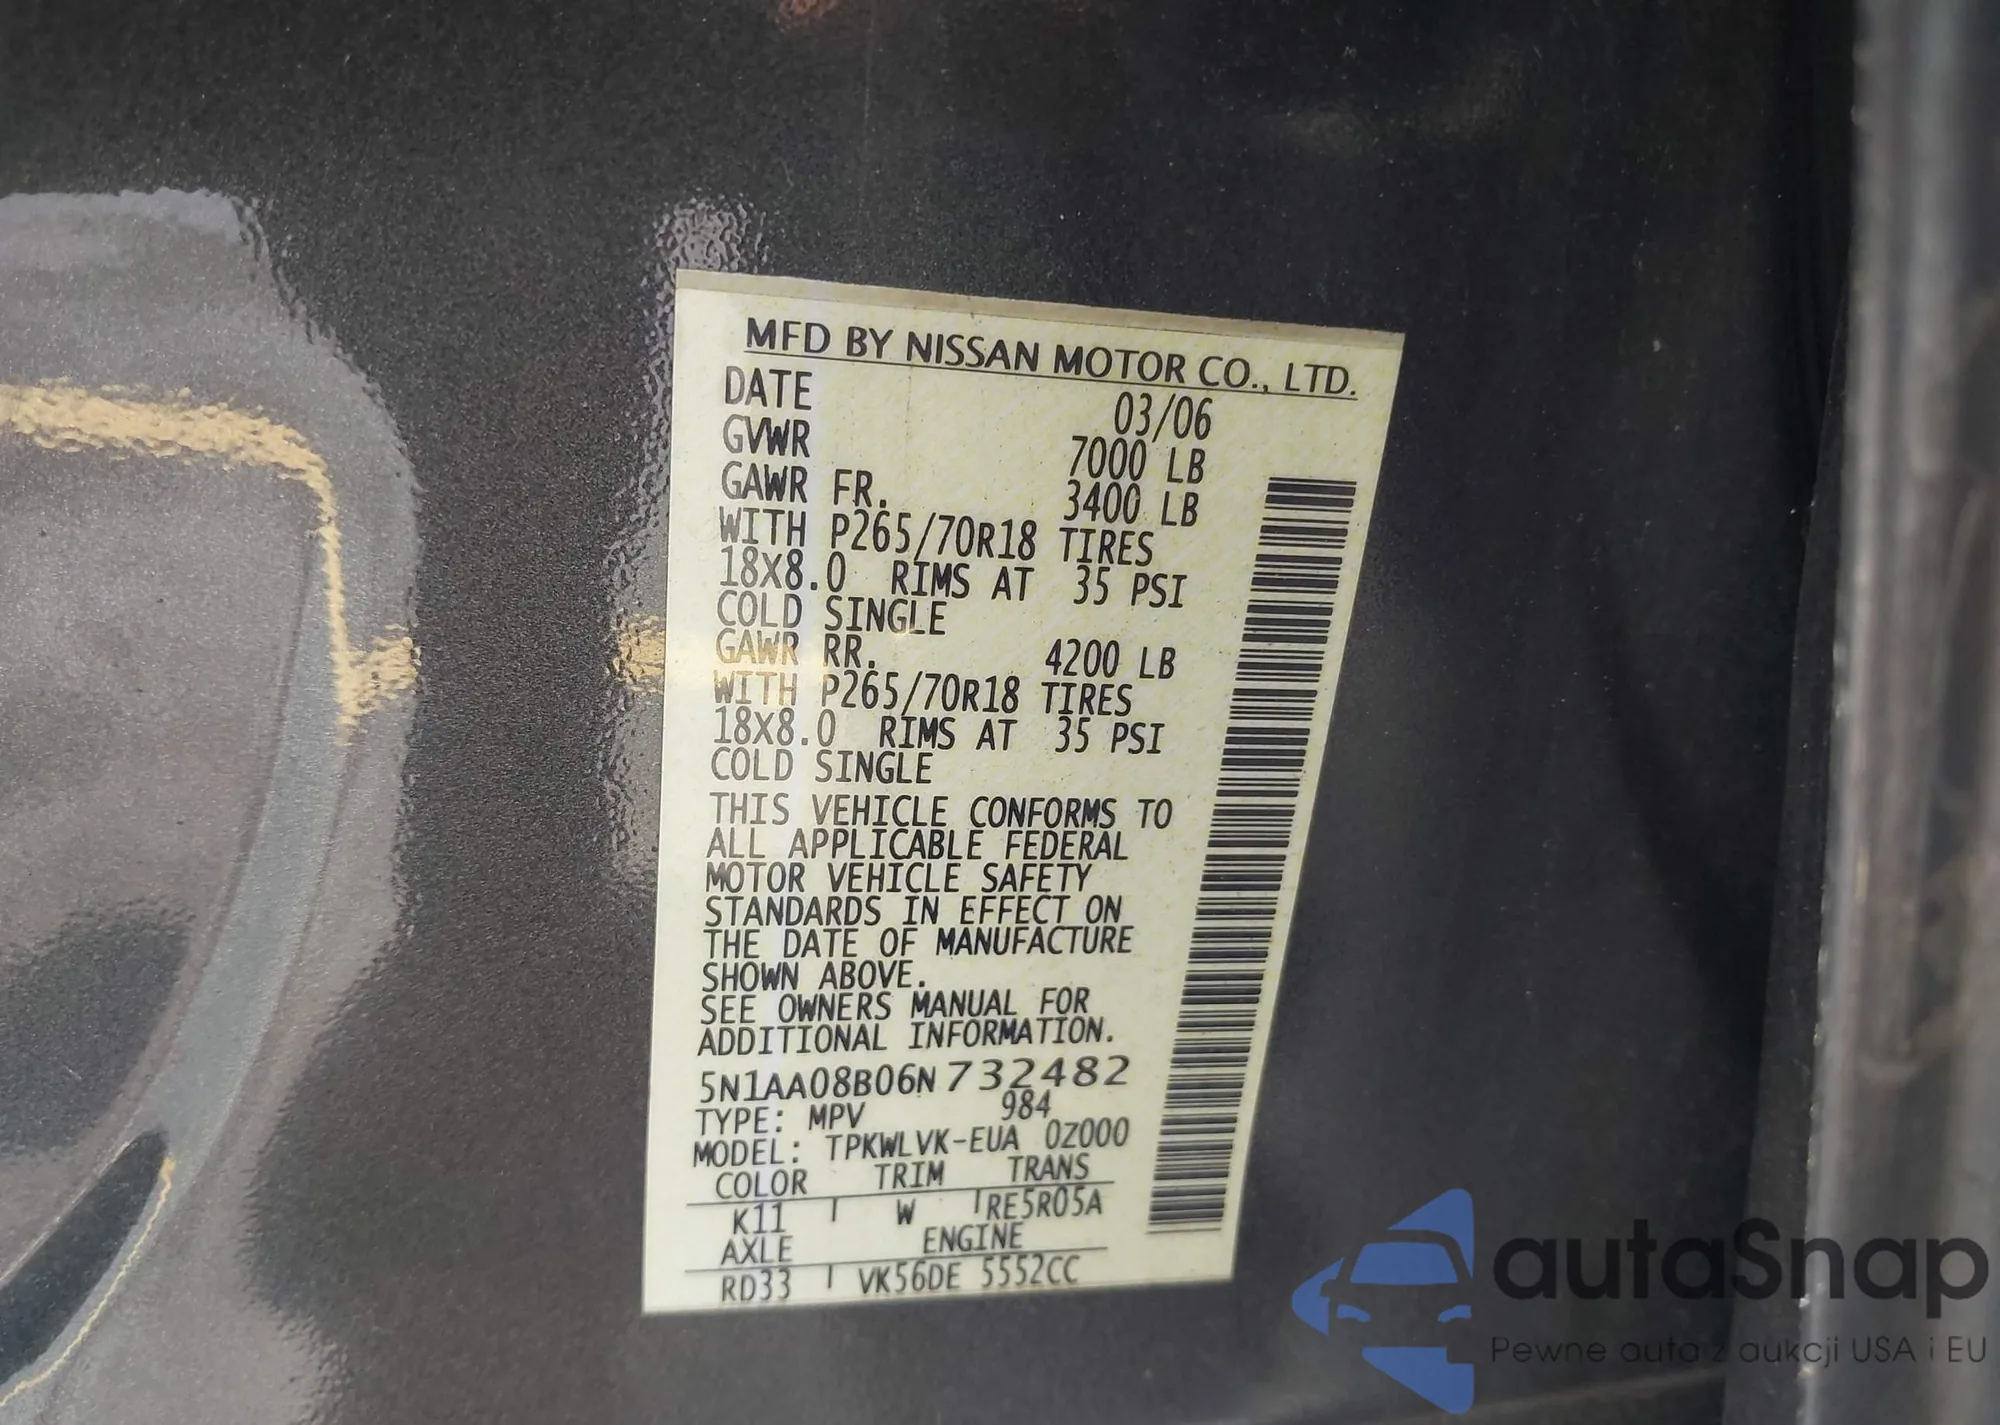 MFD BY NISSAN MOTOR CO., LTD.
DATE 03/06
GVWR 7000 LB
GAWR FR. 3400 LB
WITH P265/70R18 TIRES
18X8.0 RIMS AT 35 PSI
COLD SINGLE
GAWR RR. 4200 LB
WITH P265/70R18 TIRES
18X8.0 RIMS AT 35 PSI
COLD SINGLE
THIS VEHICLE CONFORMS TO
ALL APPLICABLE FEDERAL
MOTOR VEHICLE SAFETY
STANDARDS IN EFFECT ON
THE DATE OF MANUFACTURE
SHOWN ABOVE.
SEE OWNERS MANUAL FOR
ADDITIONAL INFORMATION.
5N1AA08B06N732482
TYPE: MPV 984
MODEL: TPKWLVK-EUA 0Z000
COLOR TRIM TRANS
K11 W RE5R05A
AXLE ENGINE
RD33 VK56DE 5552CC
autaSnap
Pewne auta z aukcji USA i EU